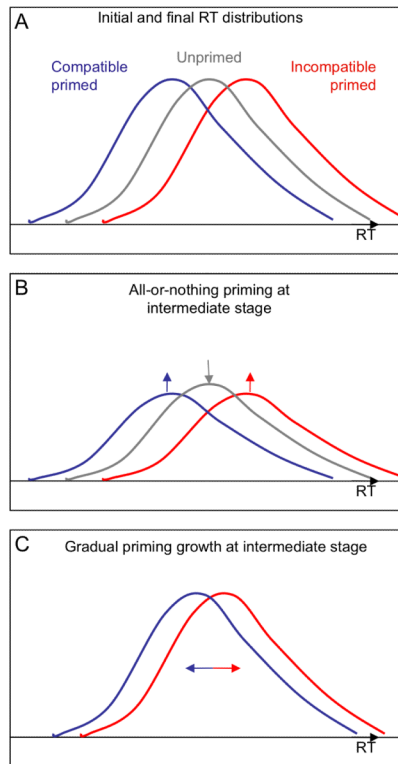 A
Initial and final RT distributions
Compatible
primed
Unprimed
Incompatible
primed
RT
B
All-or-nothing priming at
intermediate stage
RT
C
Gradual priming growth at intermediate stage
RT